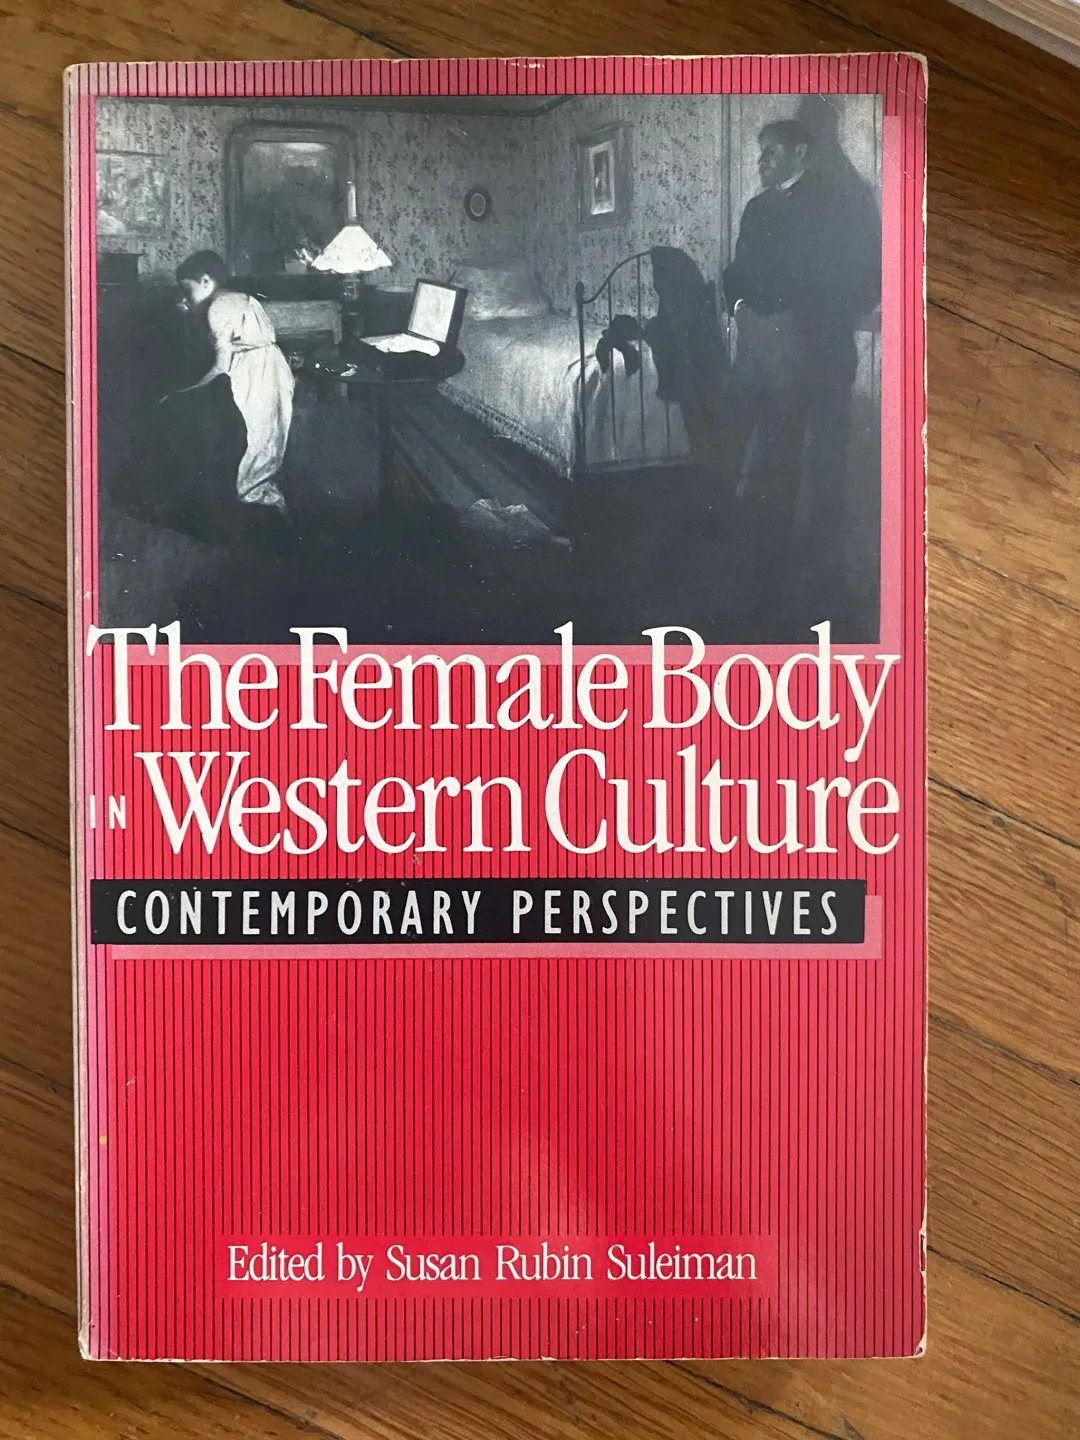 The Female Body
IN Western Culture
CONTEMPORARY PERSPECTIVES
Edited by Susan Rubin Suleiman